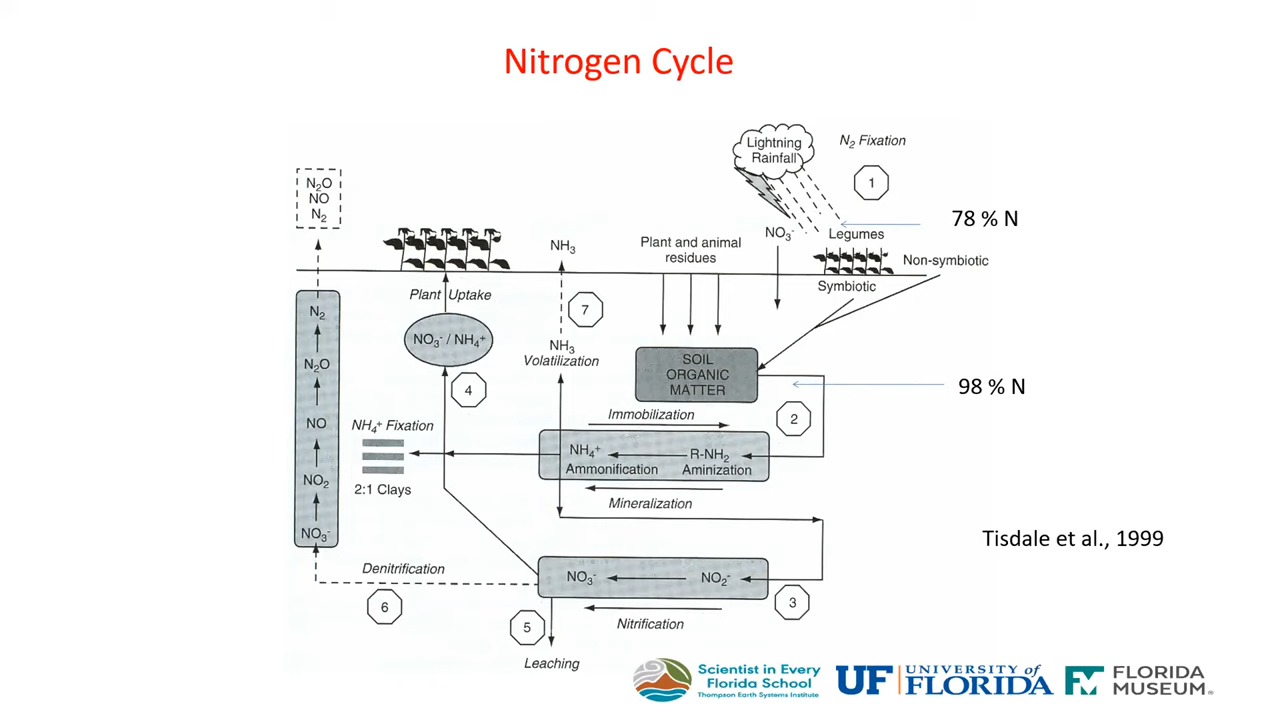 Nitrogen Cycle
Lightning
Rainfall
N₂ Fixation
1
78 % N
N₂O
NO
N₂
NH₃
Plant and animal
residues
NO₃⁻
Legumes
Non-symbiotic
Symbiotic
Plant Uptake
7
N₂
NO₃⁻ / NH₄⁺
NH₃
Volatilization
SOIL
ORGANIC
MATTER
98 % N
N₂O
4
Immobilization
2
NO
NH₄⁺ Fixation
NH₄⁺
R-NH₂
Ammonification
Aminization
NO₂
2:1 Clays
Mineralization
NO₃⁻
Tisdale et al., 1999
Denitrification
NO₃⁻
NO₂⁻
6
3
5
Nitrification
Leaching
Scientist in Every
Florida School
Thompson Earth Systems Institute
UF
UNIVERSITY of
FLORIDA
FM
FLORIDA
MUSEUM